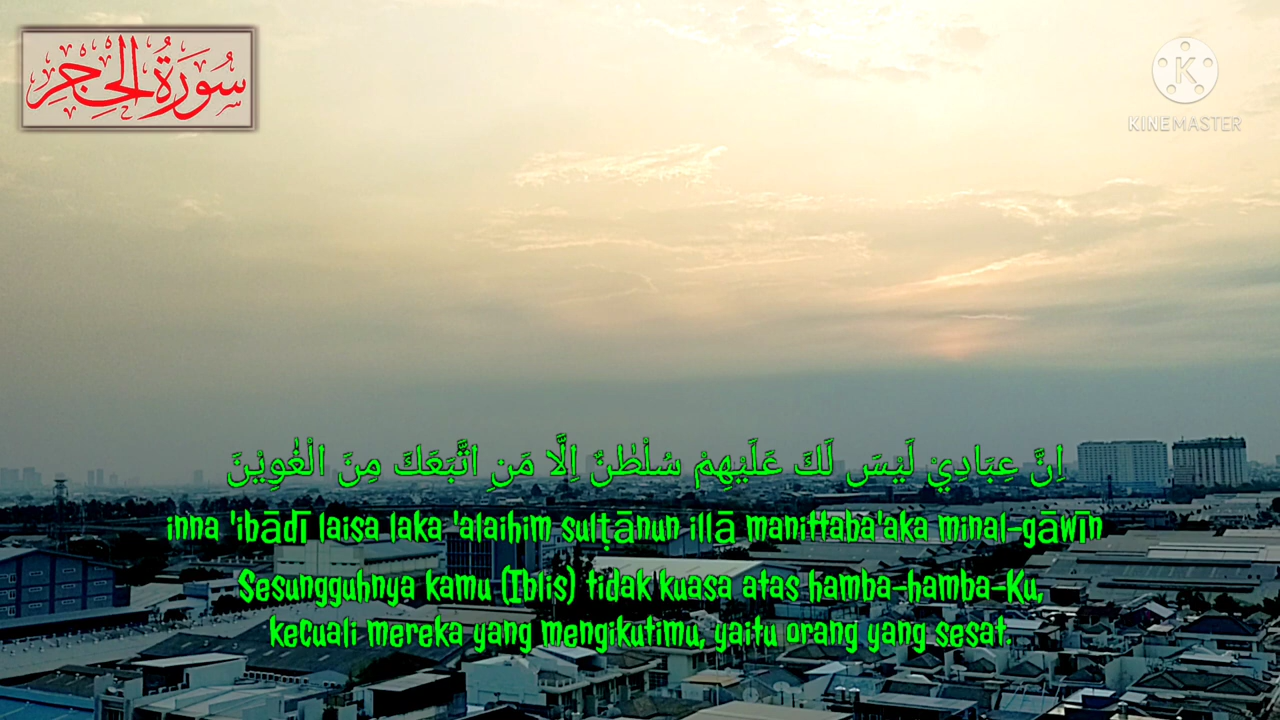 سُورَةُ الحِجرِ
KINEMASTER
اِنَّ عِبَادِيْ لَيْسَ لَكَ عَلَيْهِمْ سُلْطٰنٌ اِلَّا مَنِ اتَّبَعَكَ مِنَ الْغٰوِيْنَ
inna 'ibādī laisa laka 'alaihim sulṭānun illā manittaba'aka minal-gāwīn
Sesungguhnya kamu (Iblis) tidak kuasa atas hamba-hamba-Ku,
kecuali mereka yang mengikutimu, yaitu orang yang sesat.